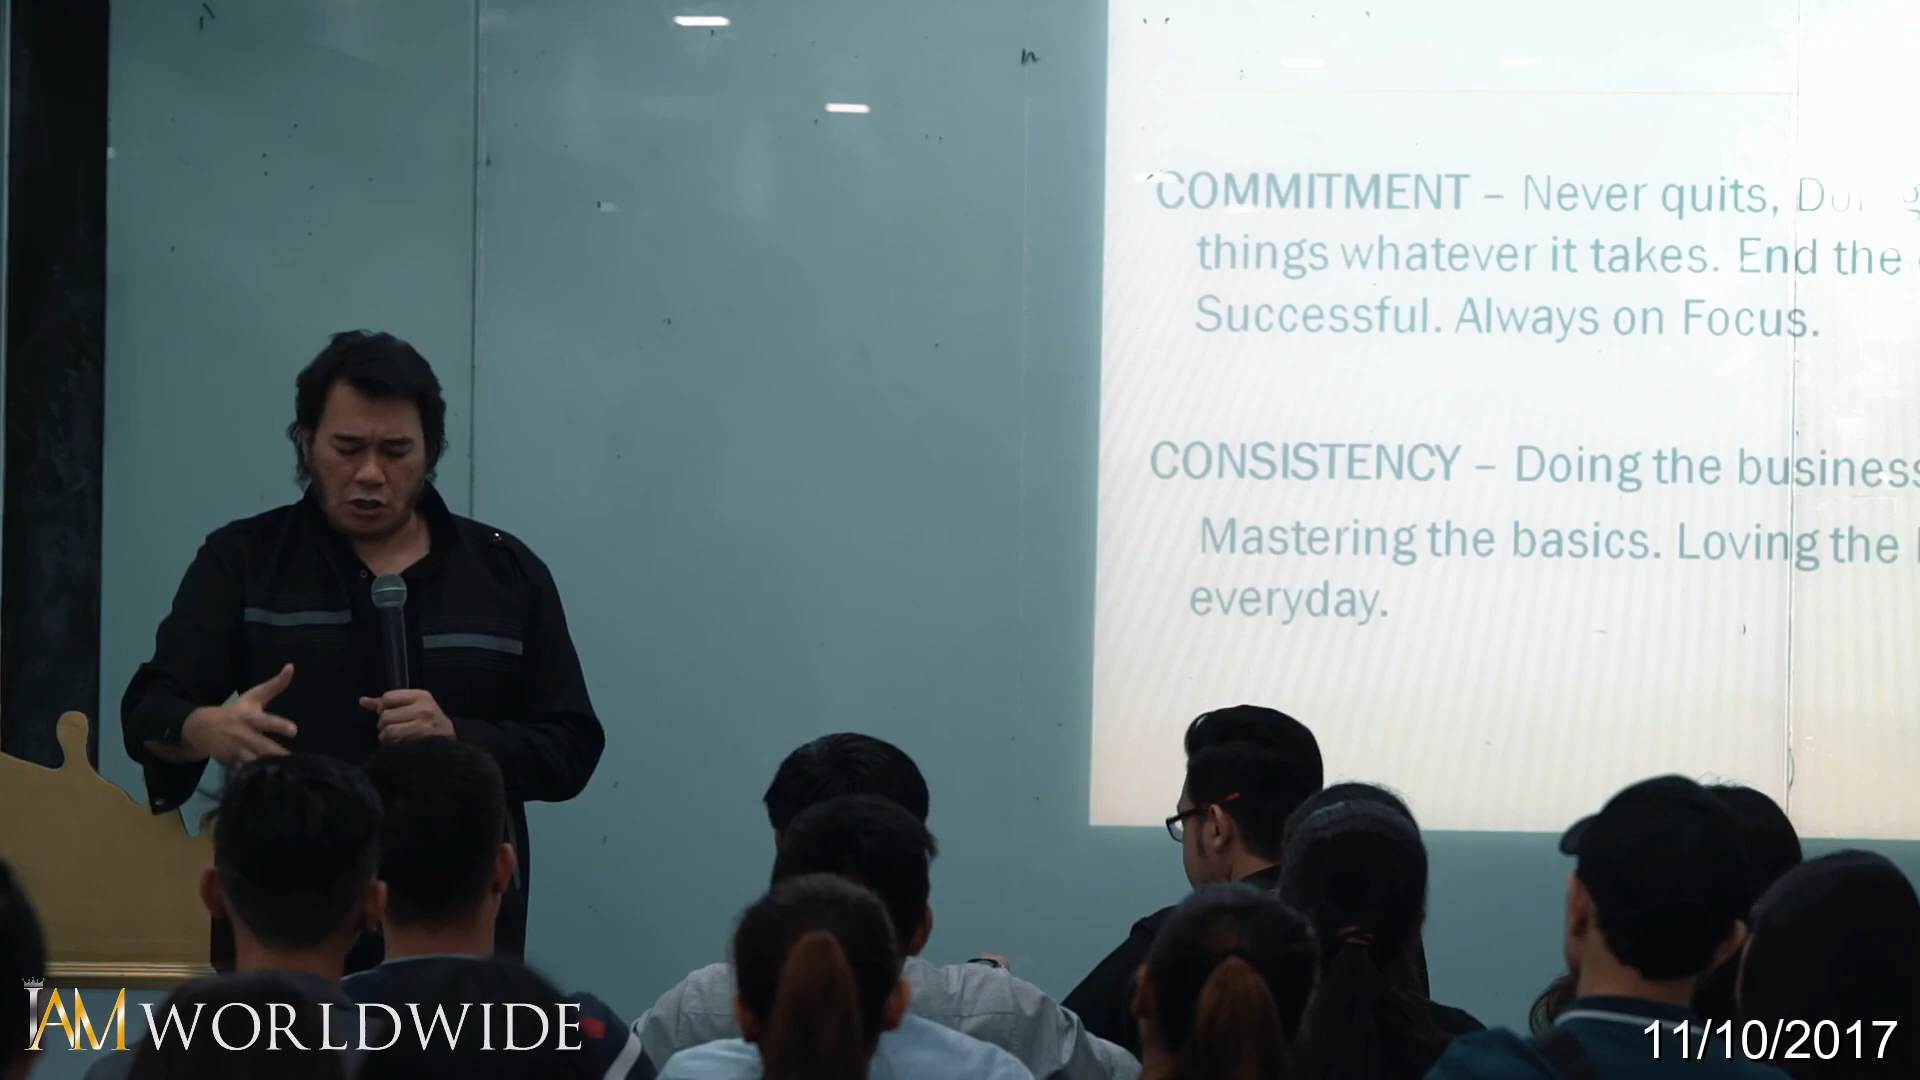 COMMITMENT – Never quits,
things whatever it takes. End the
Successful. Always on Focus.
CONSISTENCY – Doing the business
Mastering the basics. Loving the
everyday.
IAM WORLDWIDE
11/10/2017